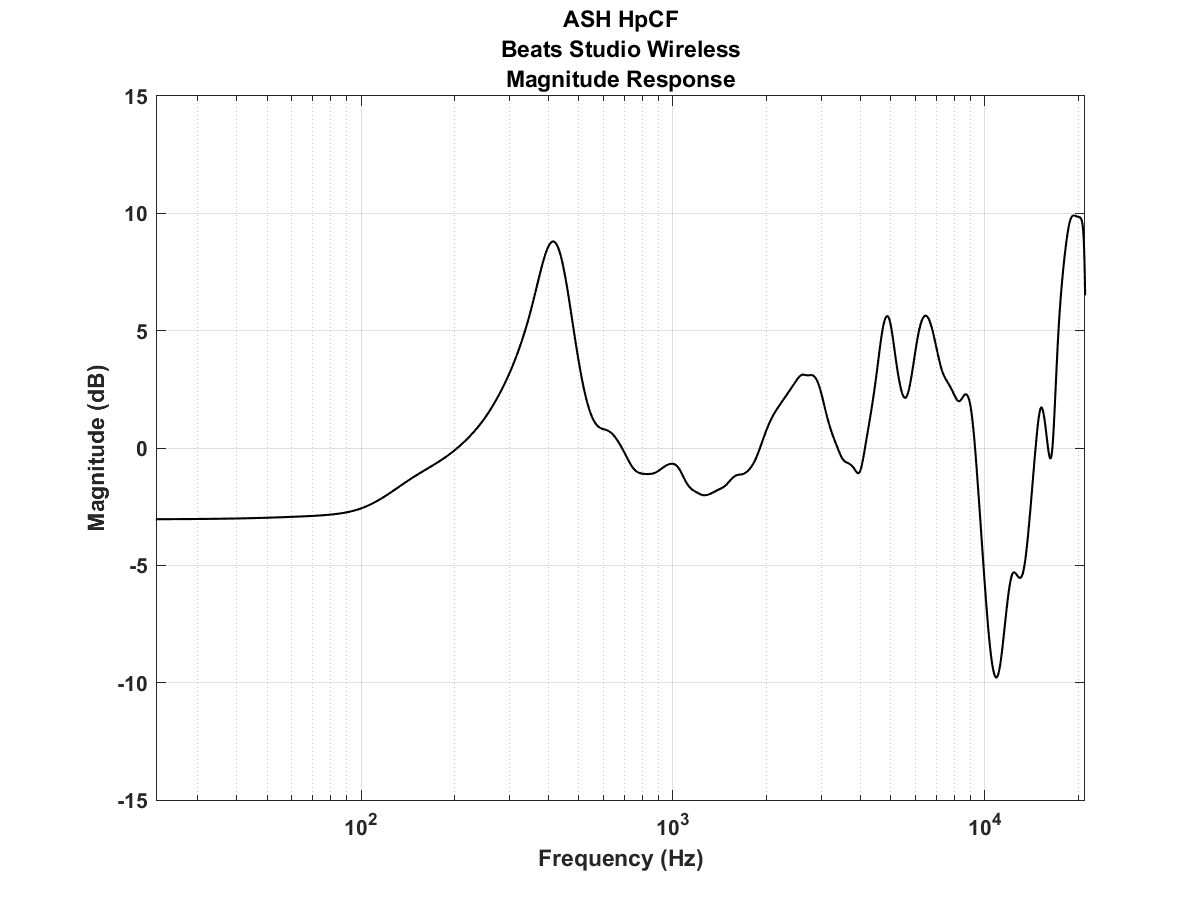 ASH HpCF
Beats Studio Wireless
Magnitude Response
15
10
5
0
-5
-10
-15
Magnitude (dB)
10²
10³
10⁴
Frequency (Hz)